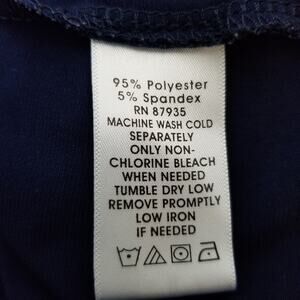 95% Polyester
5% Spandex
RN 87935
MACHINE WASH COLD
SEPARATELY
ONLY NON-
CHLORINE BLEACH
WHEN NEEDED
TUMBLE DRY LOW
REMOVE PROMPTLY
LOW IRON
IF NEEDED